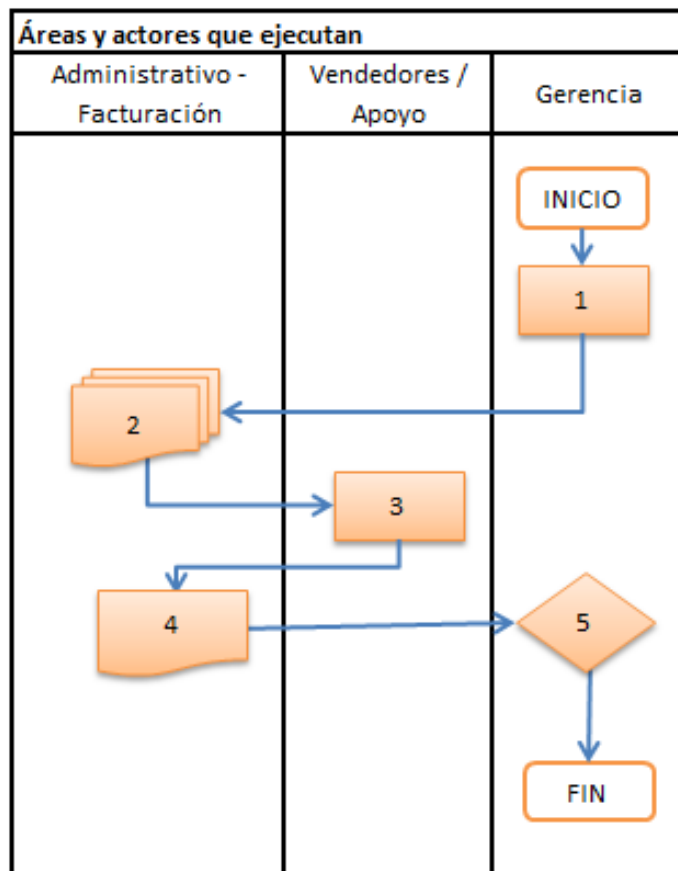 Áreas y actores que ejecutan
Administrativo -
Facturación
Vendedores /
Apoyo
Gerencia
INICIO
1
2
3
4
5
FIN